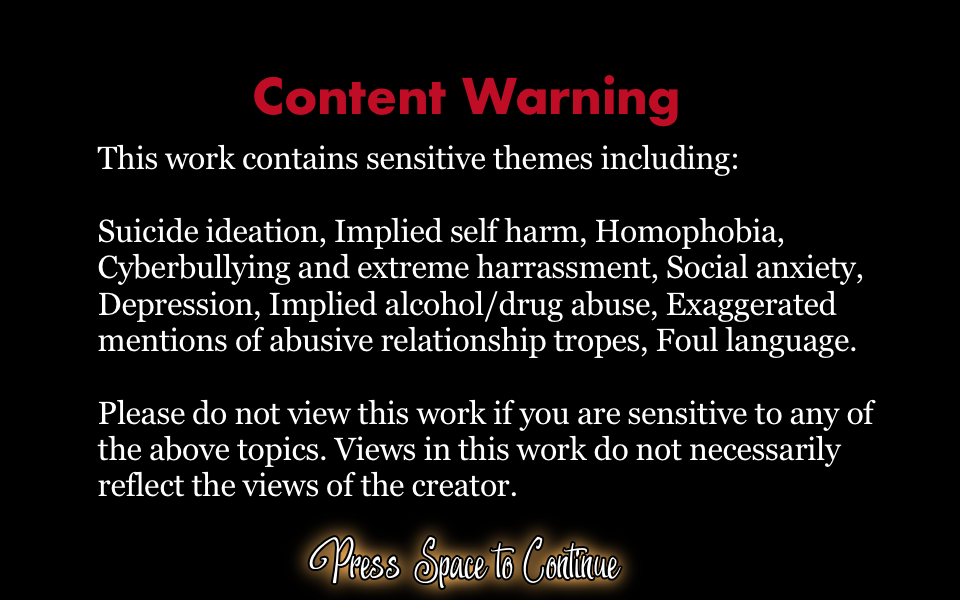 Content Warning
This work contains sensitive themes including:
Suicide ideation, Implied self harm, Homophobia,
Cyberbullying and extreme harrassment, Social anxiety,
Depression, Implied alcohol/drug abuse, Exaggerated
mentions of abusive relationship tropes, Foul language.
Please do not view this work if you are sensitive to any of
the above topics. Views in this work do not necessarily
reflect the views of the creator.
Press Space to Continue